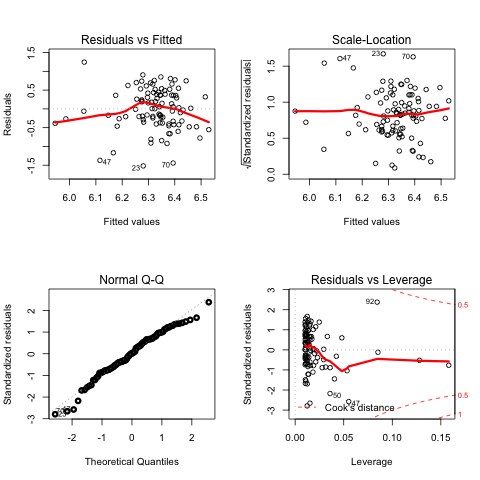 Residuals vs Fitted
Residuals
1.5
0.5
-0.5
-1.5
47
23
70
6.0 6.1 6.2 6.3 6.4 6.5
Fitted values
Scale-Location
√|Standardized residuals|
1.5
1.0
0.5
0.0
47
23
70
6.0 6.1 6.2 6.3 6.4 6.5
Fitted values
Normal Q-Q
Standardized residuals
2
1
0
-1
-2
-3
-2 -1 0 1 2
Theoretical Quantiles
Residuals vs Leverage
Standardized residuals
3
2
1
0
-1
-2
-3
92
50
47
0.5
0.5
1
Cook's distance
0.00 0.05 0.10 0.15
Leverage